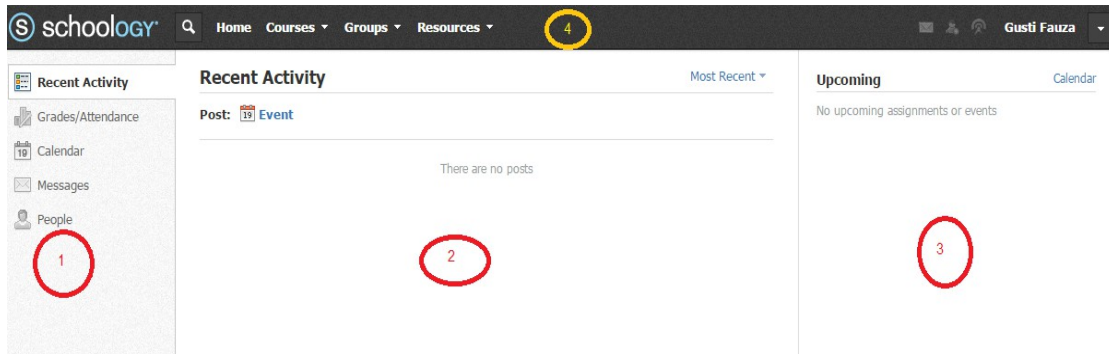 S schoology Home Courses Groups Resources 4 Gusti Fauza
Recent Activity
Grades/Attendance
19 Calendar
Messages
People
1
Recent Activity Most Recent
Post: 19 Event
There are no posts
2
Upcoming Calendar
No upcoming assignments or events
3